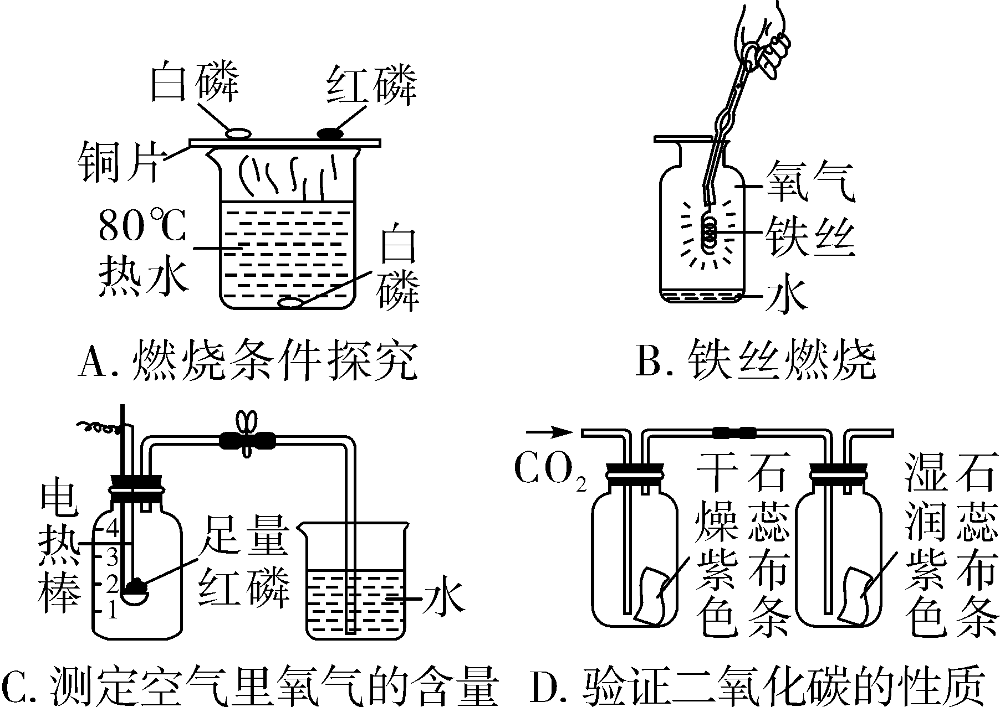 白磷
红磷
铜片
80℃
热水
白磷
A. 燃烧条件探究
氧气
铁丝
水
B. 铁丝燃烧
电热棒
4
3
2
1
足量
红磷
水
C. 测定空气里氧气的含量
CO₂
干燥紫色
石蕊布条
湿润紫色
石蕊布条
D. 验证二氧化碳的性质